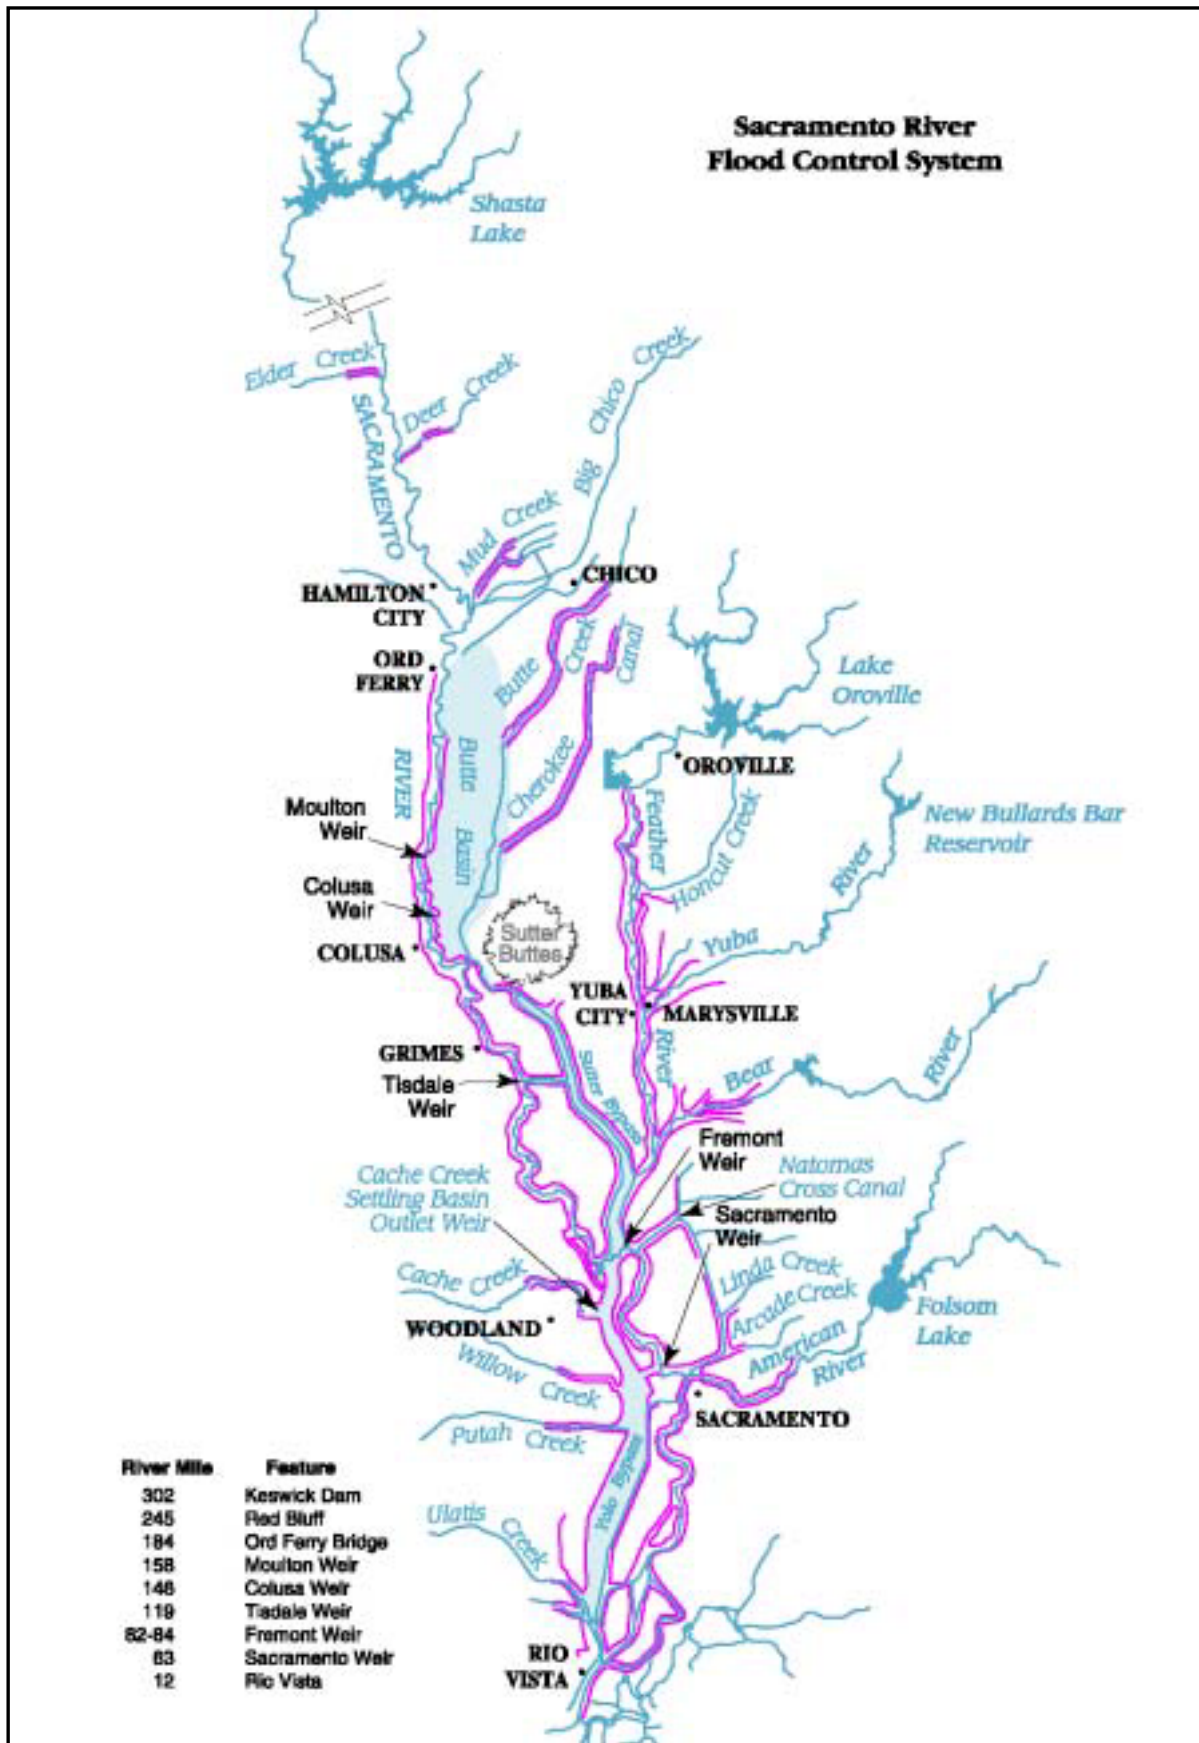 Sacramento River
Flood Control System
Shasta
Lake
Elder Creek
Deer Creek
SACRAMENTO
Big Chico Creek
Mud Creek
CHICO
HAMILTON
CITY
ORD
FERRY
Butte Creek
Cherokee Canal
Lake
Oroville
OROVILLE
RIVER
Butte Basin
Feather
Honcut Creek
New Bullards Bar
Reservoir
River
Moulton
Weir
Colusa
Weir
COLUSA
Sutter
Buttes
Yuba
YUBA
CITY
MARYSVILLE
GRIMES
Tisdale
Weir
Sutter Bypass
River
Bear
River
Fremont
Weir
Natomas
Cross Canal
Cache Creek
Settling Basin
Outlet Weir
Sacramento
Weir
Cache Creek
Linda Creek
Arcade Creek
Folsom
Lake
WOODLAND
American
River
Willow Creek
SACRAMENTO
Putah Creek
Yolo Bypass
Ulatis Creek
RIO
VISTA
River Mile Feature
302 Keswick Dam
245 Red Bluff
184 Ord Ferry Bridge
158 Moulton Weir
146 Colusa Weir
119 Tisdale Weir
82-84 Fremont Weir
63 Sacramento Weir
12 Rio Vista